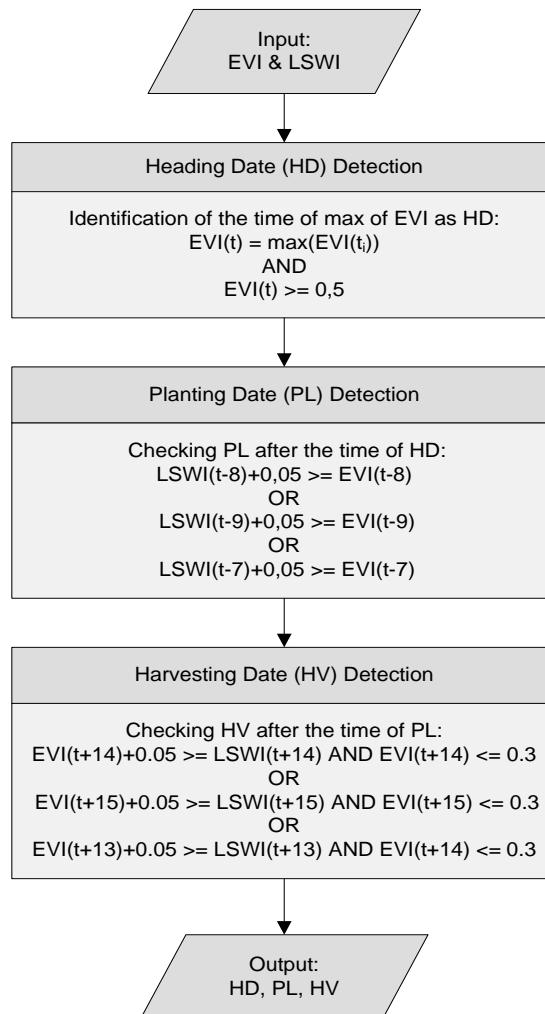 Input:
EVI & LSWI
Heading Date (HD) Detection
Identification of the time of max of EVI as HD:
EVI(t) = max(EVI(tᵢ))
AND
EVI(t) >= 0,5
Planting Date (PL) Detection
Checking PL after the time of HD:
LSWI(t-8)+0,05 >= EVI(t-8)
OR
LSWI(t-9)+0,05 >= EVI(t-9)
OR
LSWI(t-7)+0,05 >= EVI(t-7)
Harvesting Date (HV) Detection
Checking HV after the time of PL:
EVI(t+14)+0.05 >= LSWI(t+14) AND EVI(t+14) <= 0.3
OR
EVI(t+15)+0.05 >= LSWI(t+15) AND EVI(t+15) <= 0.3
OR
EVI(t+13)+0.05 >= LSWI(t+13) AND EVI(t+14) <= 0.3
Output:
HD, PL, HV